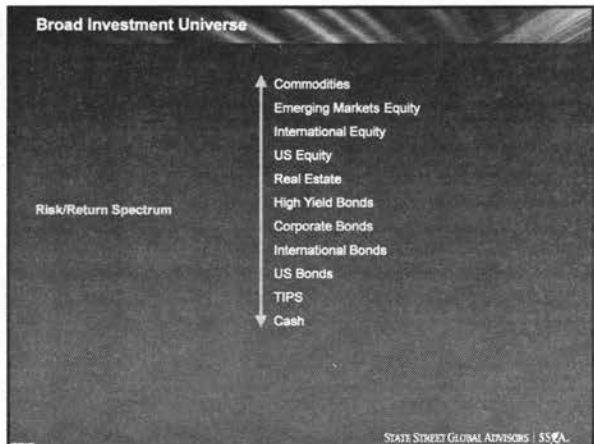 Broad Investment Universe
Commodities
Emerging Markets Equity
International Equity
US Equity
Real Estate
Risk/Return Spectrum
High Yield Bonds
Corporate Bonds
International Bonds
US Bonds
TIPS
Cash
STATE STREET GLOBAL ADVISORS | SSgA